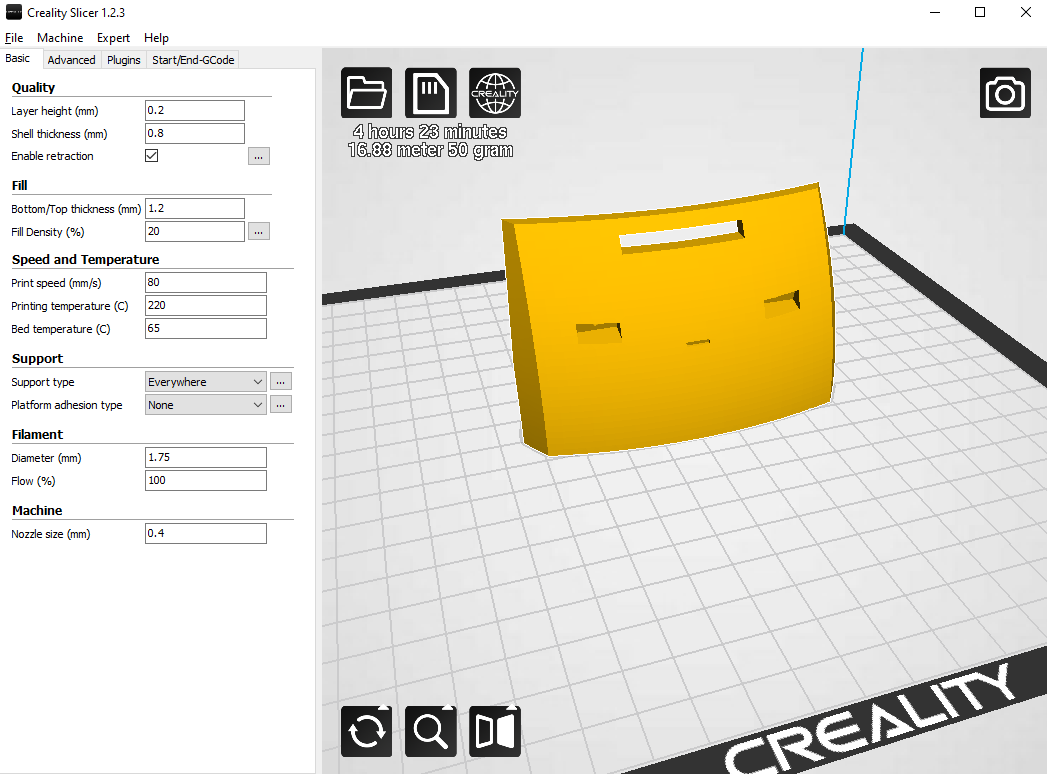 Creality Slicer 1.2.3
File Machine Expert Help
Basic Advanced Plugins Start/End-GCode
Quality
Layer height (mm) 0.2
Shell thickness (mm) 0.8
Enable retraction ...
Fill
Bottom/Top thickness (mm) 1.2
Fill Density (%) 20 ...
Speed and Temperature
Print speed (mm/s) 80
Printing temperature (C) 220
Bed temperature (C) 65
Support
Support type Everywhere ...
Platform adhesion type None ...
Filament
Diameter (mm) 1.75
Flow (%) 100
Machine
Nozzle size (mm) 0.4
CREALITY
4 hours 23 minutes
16.88 meter 50 gram
CREALITY